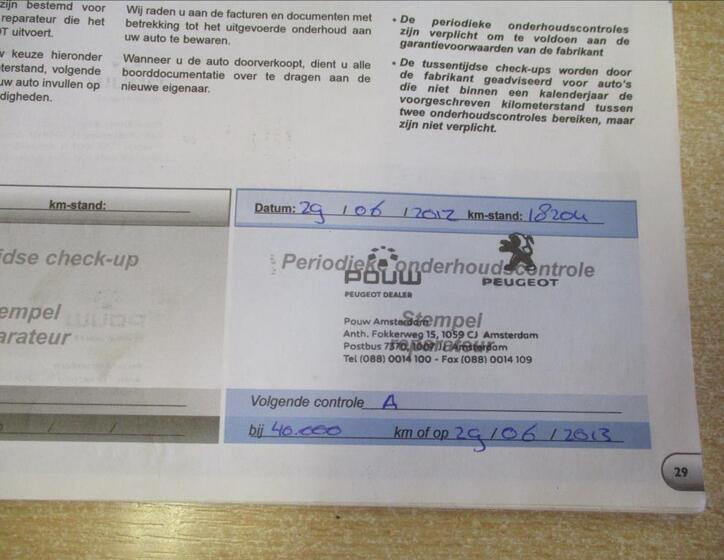 zijn bestemd voor
reparateur die het
uitvoert.
keuze hieronder
terstand, volgende
uw auto invullen op
digheden.
Wij raden u aan de facturen en documenten met
betrekking tot het uitgevoerde onderhoud aan
uw auto te bewaren.
Wanneer u de auto doorverkoopt, dient u alle
boorddocumentatie over te dragen aan de
nieuwe eigenaar.
• De periodieke onderhoudscontroles
zijn verplicht om te voldoen aan de
garantievoorwaarden van de fabrikant
• De tussentijdse check-ups worden door
de fabrikant geadviseerd voor auto's
die niet binnen een kalenderjaar de
voorgeschreven kilometerstand tussen
twee onderhoudscontroles bereiken, maar
zijn niet verplicht.
km-stand:
idse check-up
empel
arateur
/ /
Datum: 29 / 06 / 2012 km-stand: 18204
Periodieke onderhoudscontrole
POUW
PEUGEOT DEALER
PEUGEOT
Stempel
reparateur
Pouw Amsterdam
Anth. Fokkerweg 15, 1059 CJ Amsterdam
Postbus 7570, Amsterdam
Tel (088) 0014 100 - Fax (088) 0014 109
Volgende controle A
bij 40.000 km of op 29 / 06 / 2013
29